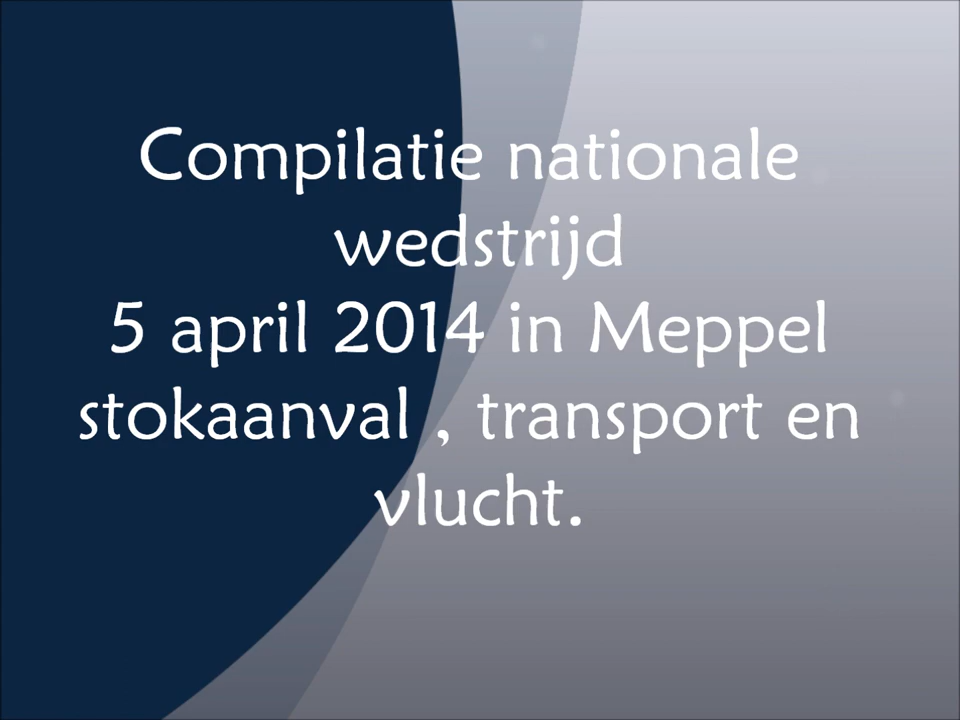 Compilatie nationale
wedstrijd
5 april 2014 in Meppel
stokaanval , transport en
vlucht.